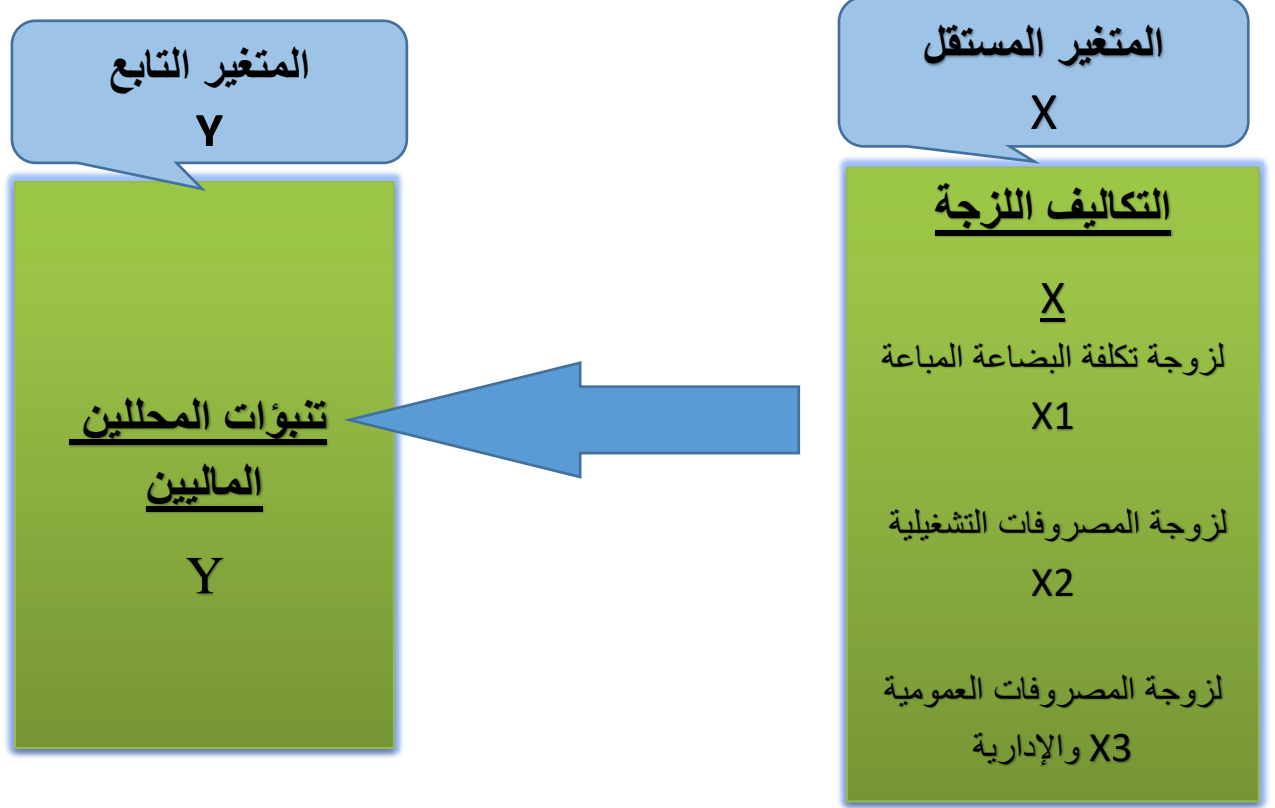 المتغير المستقل
X
التكاليف اللزجة
X
لزوجة تكلفة البضاعة المباعة
X1
لزوجة المصروفات التشغيلية
X2
لزوجة المصروفات العمومية
والإدارية X3
المتغير التابع
Y
تنبؤات المحللين
الماليين
Y